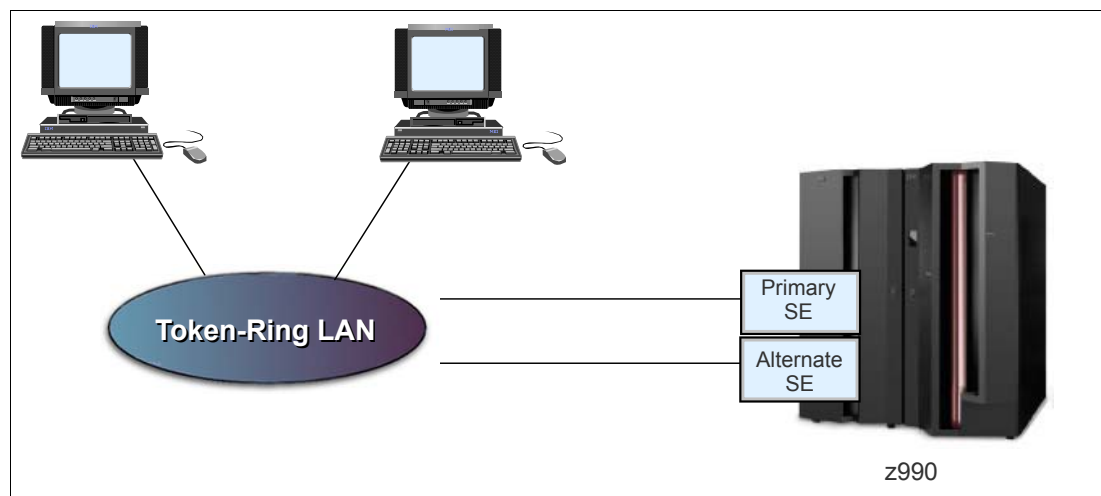 Token-Ring LAN
Primary
SE
Alternate
SE
z990